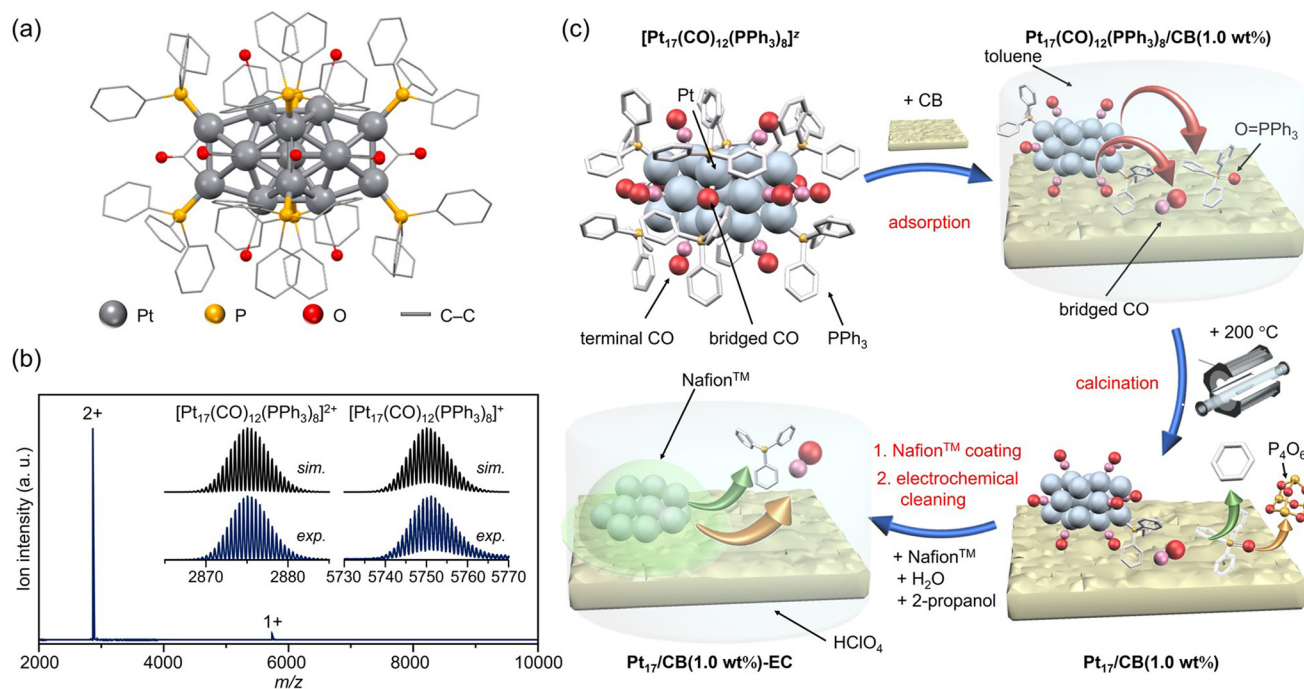 (a)
Pt
P
O
C–C
(b)
Ion intensity (a. u.)
2+
1+
[Pt₁₇(CO)₁₂(PPh₃)₈]²⁺
[Pt₁₇(CO)₁₂(PPh₃)₈]⁺
sim.
sim.
exp.
exp.
2870
2880
5730
5740
5750
5760
5770
2000
4000
6000
8000
10000
m/z
(c)
[Pt₁₇(CO)₁₂(PPh₃)₈]ᶻ
Pt
terminal CO
bridged CO
PPh₃
+ CB
adsorption
Pt₁₇(CO)₁₂(PPh₃)₈/CB(1.0 wt%)
toluene
O=PPh₃
bridged CO
+ 200 °C
calcination
P₄O₆
Pt₁₇/CB(1.0 wt%)
1. Nafion™ coating
2. electrochemical
cleaning
+ Nafion™
+ H₂O
+ 2-propanol
Nafion™
HClO₄
Pt₁₇/CB(1.0 wt%)-EC